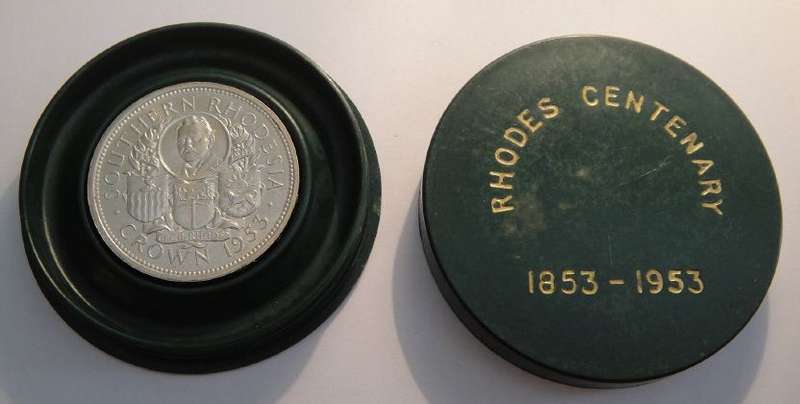 SOUTHERN RHODESIA
CROWN 1953
RHODES CENTENARY
1853 - 1953